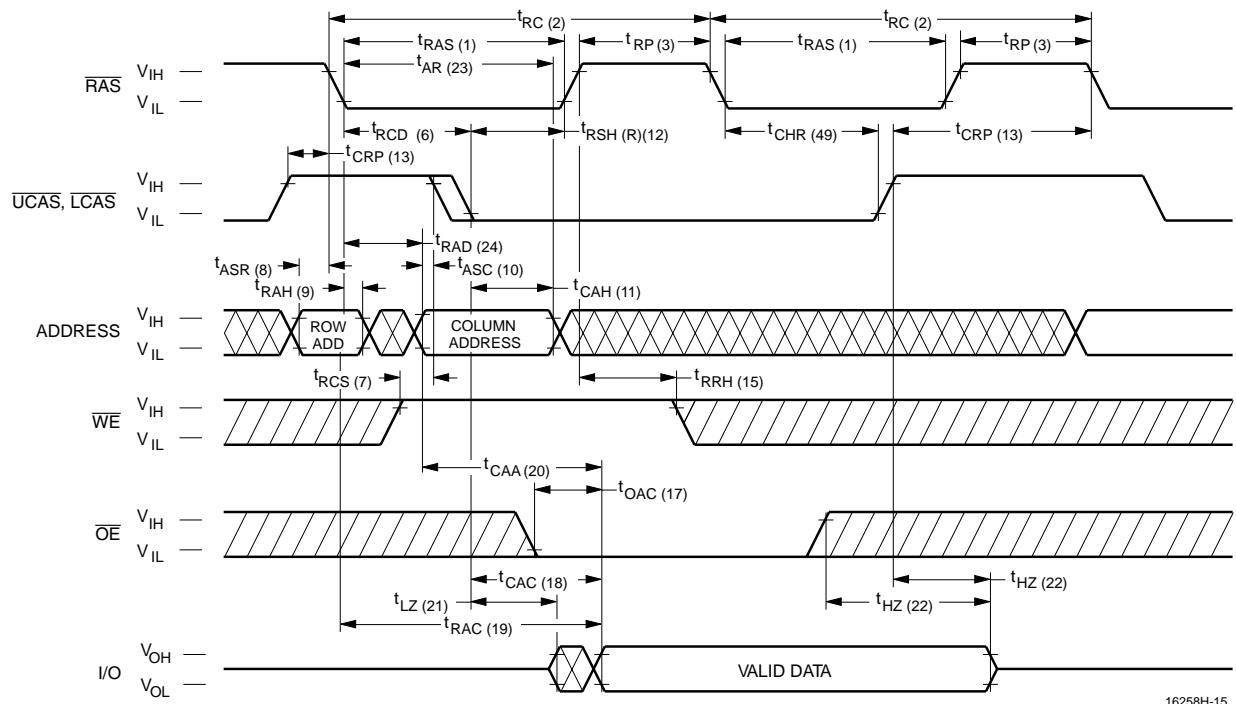 tRC (2) tRC (2)
tRAS (1) tRP (3) tRAS (1) tRP (3)
tAR (23)
RAS VIH
VIL
tRCD (6) tRSH (R)(12) tCHR (49) tCRP (13)
tCRP (13)
UCAS, LCAS VIH
VIL
tRAD (24)
tASR (8) tASC (10)
tRAH (9) tCAH (11)
ADDRESS VIH
VIL
ROW
ADD
COLUMN
ADDRESS
tRCS (7) tRRH (15)
WE VIH
VIL
tCAA (20)
tOAC (17)
OE VIH
VIL
tCAC (18) tHZ (22)
tLZ (21) tHZ (22)
tRAC (19)
I/O VOH
VOL
VALID DATA
16258H-15